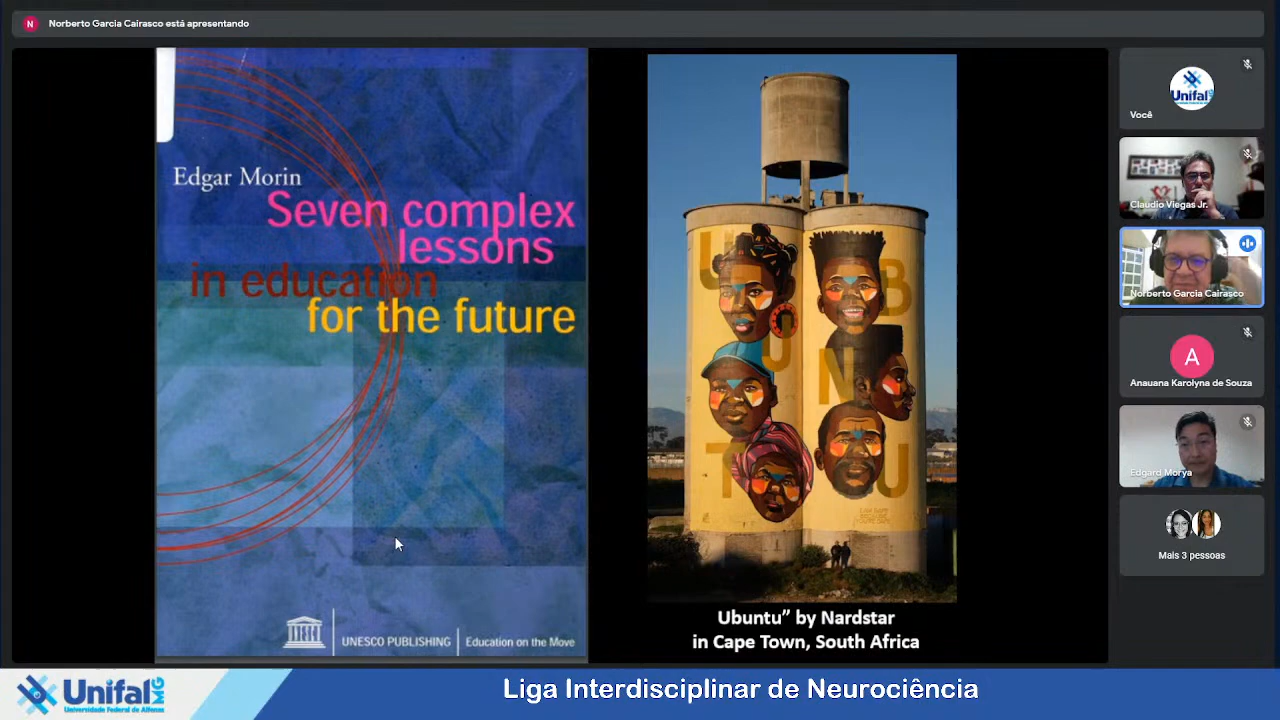 N Norberto Garcia Cairasco está apresentando
Edgar Morin
Seven complex
lessons
in education
for the future
UNESCO PUBLISHING
Education on the Move
U
B
U
N
T
U
Ubuntu” by Nardstar
in Cape Town, South Africa
Unifal
Você
Claudio Viegas Jr.
Norberto Garcia Cairasco
A
Anauana Karolyna de Souza
Edgard Morya
Mais 3 pessoas
Unifal MG
Universidade Federal de Alfenas
Liga Interdisciplinar de Neurociência